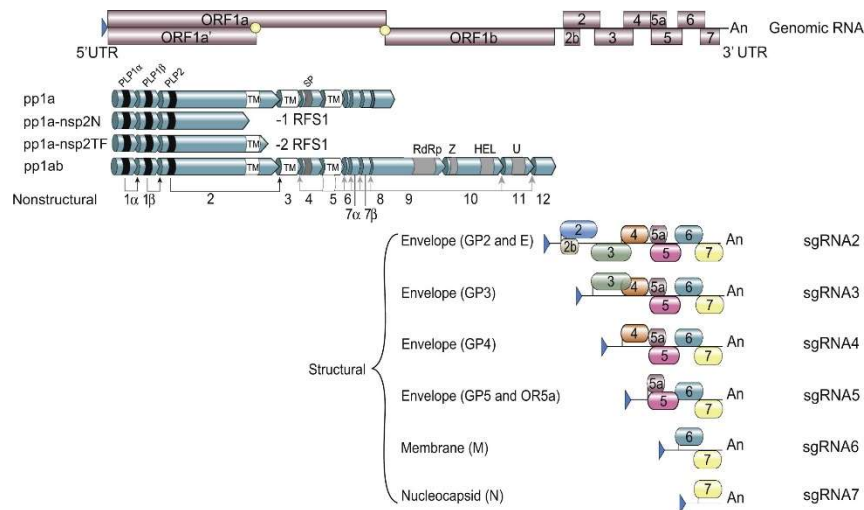 ORF1a 2 4 5a 6 An Genomic RNA
ORF1a' ORF1b 2b 3 5 7
5'UTR 3' UTR
PLP1α PLP1β PLP2 SP
pp1a TM TM TM
pp1a-nsp2N -1 RFS1
pp1a-nsp2TF TM -2 RFS1
RdRp Z HEL U
pp1ab TM TM TM
Nonstructural 1α 1β 2 3 4 5 6 8 9 10 11 12
7α 7β
Structural
Envelope (GP2 and E) 2 2b 3 4 5a 5 6 7 An sgRNA2
Envelope (GP3) 3 4 5a 5 6 7 An sgRNA3
Envelope (GP4) 4 5a 5 6 7 An sgRNA4
Envelope (GP5 and OR5a) 5a 5 6 7 An sgRNA5
Membrane (M) 6 7 An sgRNA6
Nucleocapsid (N) 7 An sgRNA7